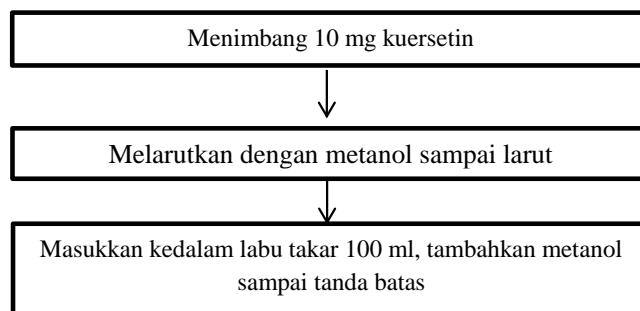 Menimbang 10 mg kuersetin
Melarutkan dengan metanol sampai larut
Masukkan kedalam labu takar 100 ml, tambahkan metanol
sampai tanda batas